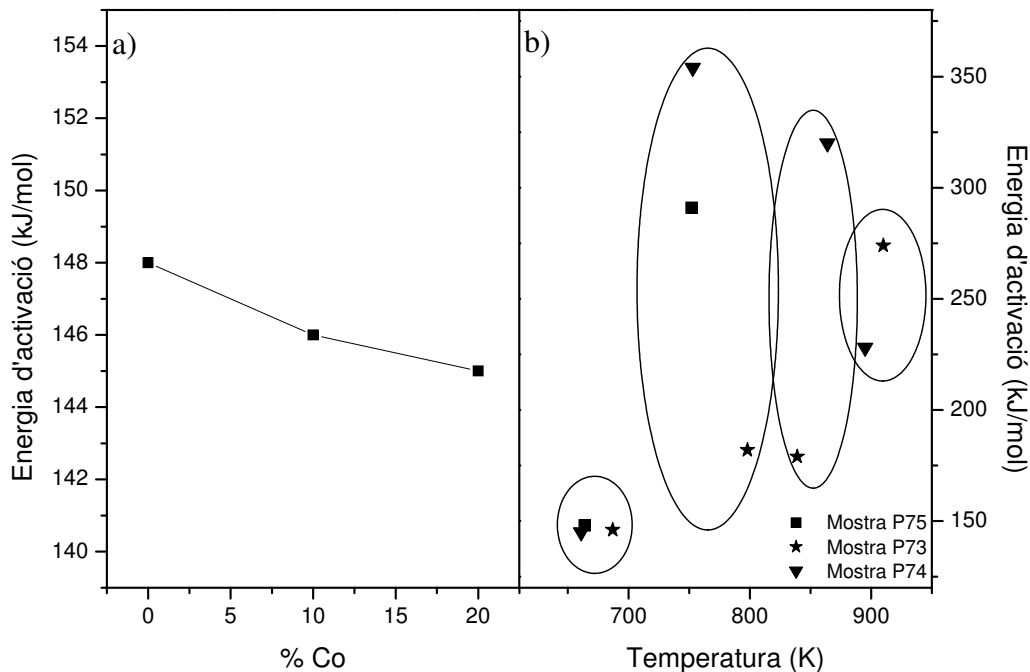 a)
154
152
150
148
146
144
142
140
Energia d'activació (kJ/mol)
0 5 10 15 20
% Co
b)
350
300
250
200
150
Energia d'activació (kJ/mol)
Mostra P75
Mostra P73
Mostra P74
700 800 900
Temperatura (K)